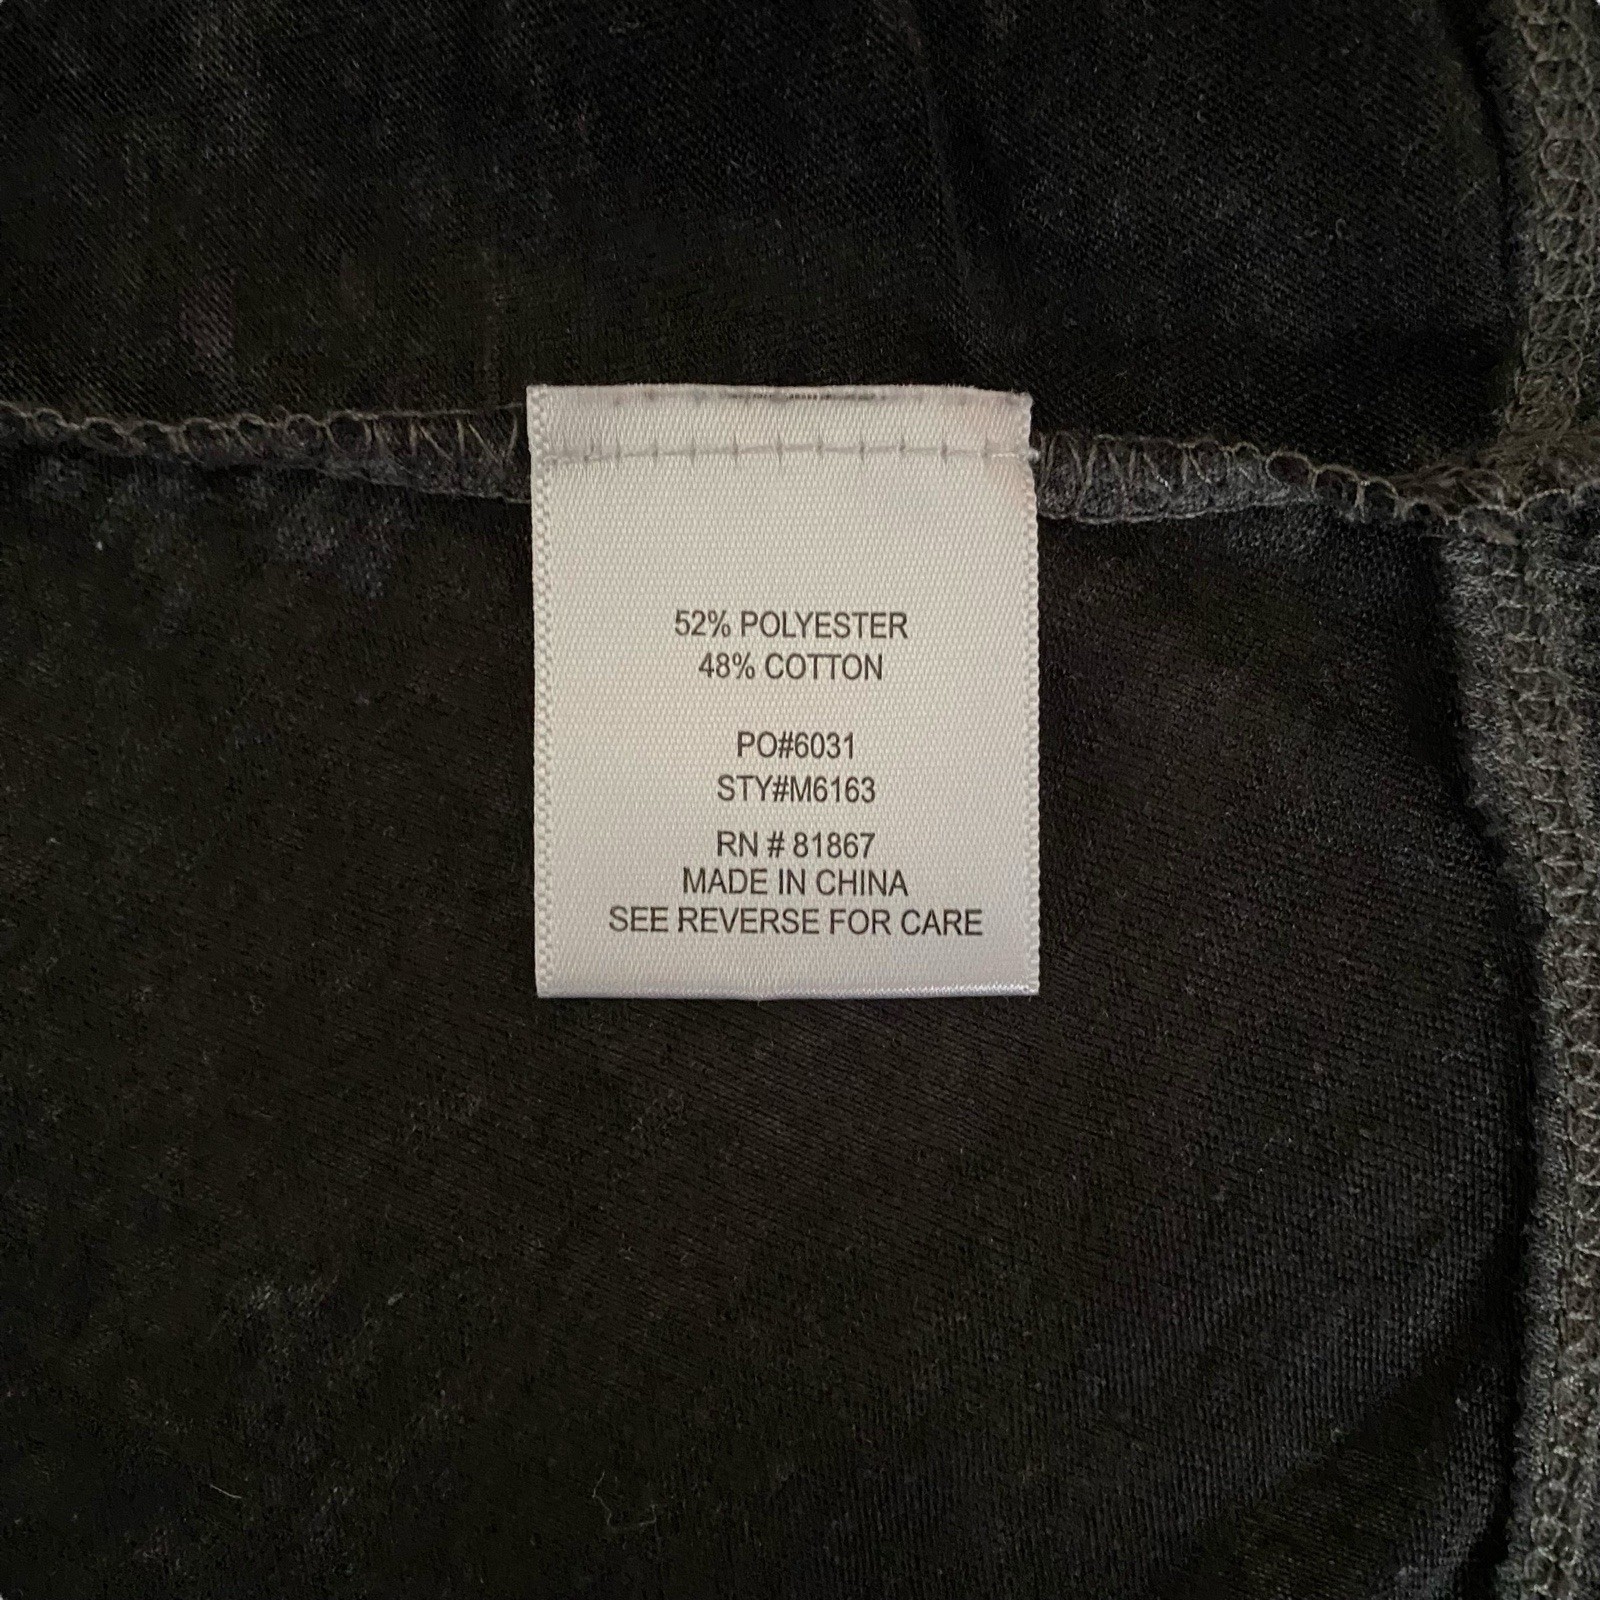 52% POLYESTER
48% COTTON
PO#6031
STY#M6163
RN # 81867
MADE IN CHINA
SEE REVERSE FOR CARE